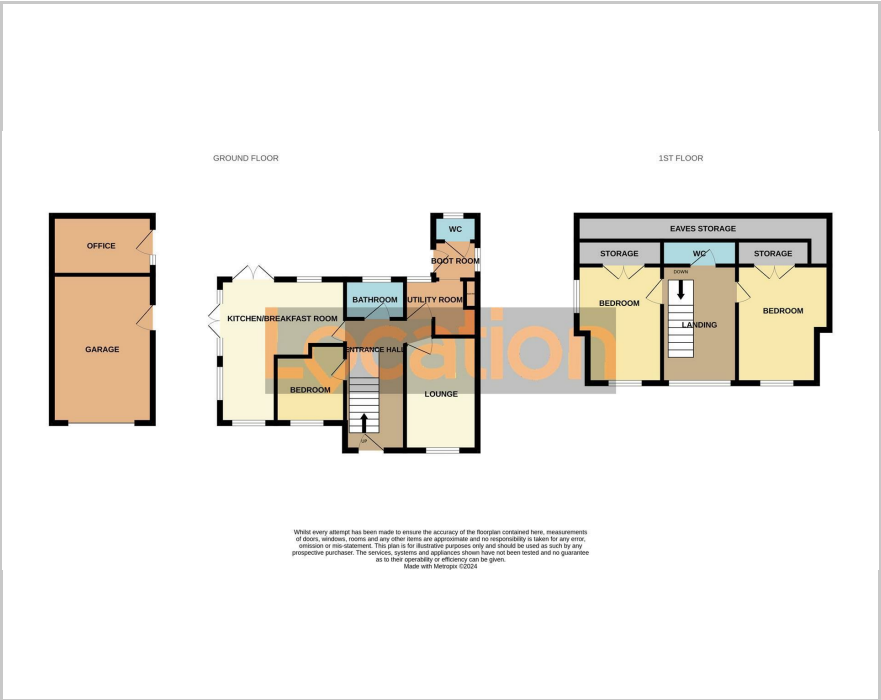 GROUND FLOOR
1ST FLOOR
OFFICE
GARAGE
WC
BOOT ROOM
BATHROOM
UTILITY ROOM
KITCHEN/BREAKFAST ROOM
ENTRANCE HALL
BEDROOM
LOUNGE
UP
EAVES STORAGE
STORAGE
WC
STORAGE
DOWN
BEDROOM
BEDROOM
LANDING
Location
Whilst every attempt has been made to ensure the accuracy of the floorplan contained here, measurements
of doors, windows, rooms and any other items are approximate and no responsibility is taken for any error,
omission or mis-statement. This plan is for illustrative purposes only and should be used as such by any
prospective purchaser. The services, systems and appliances shown have not been tested and no guarantee
as to their operability or efficiency can be given.
Made with Metropix ©2024